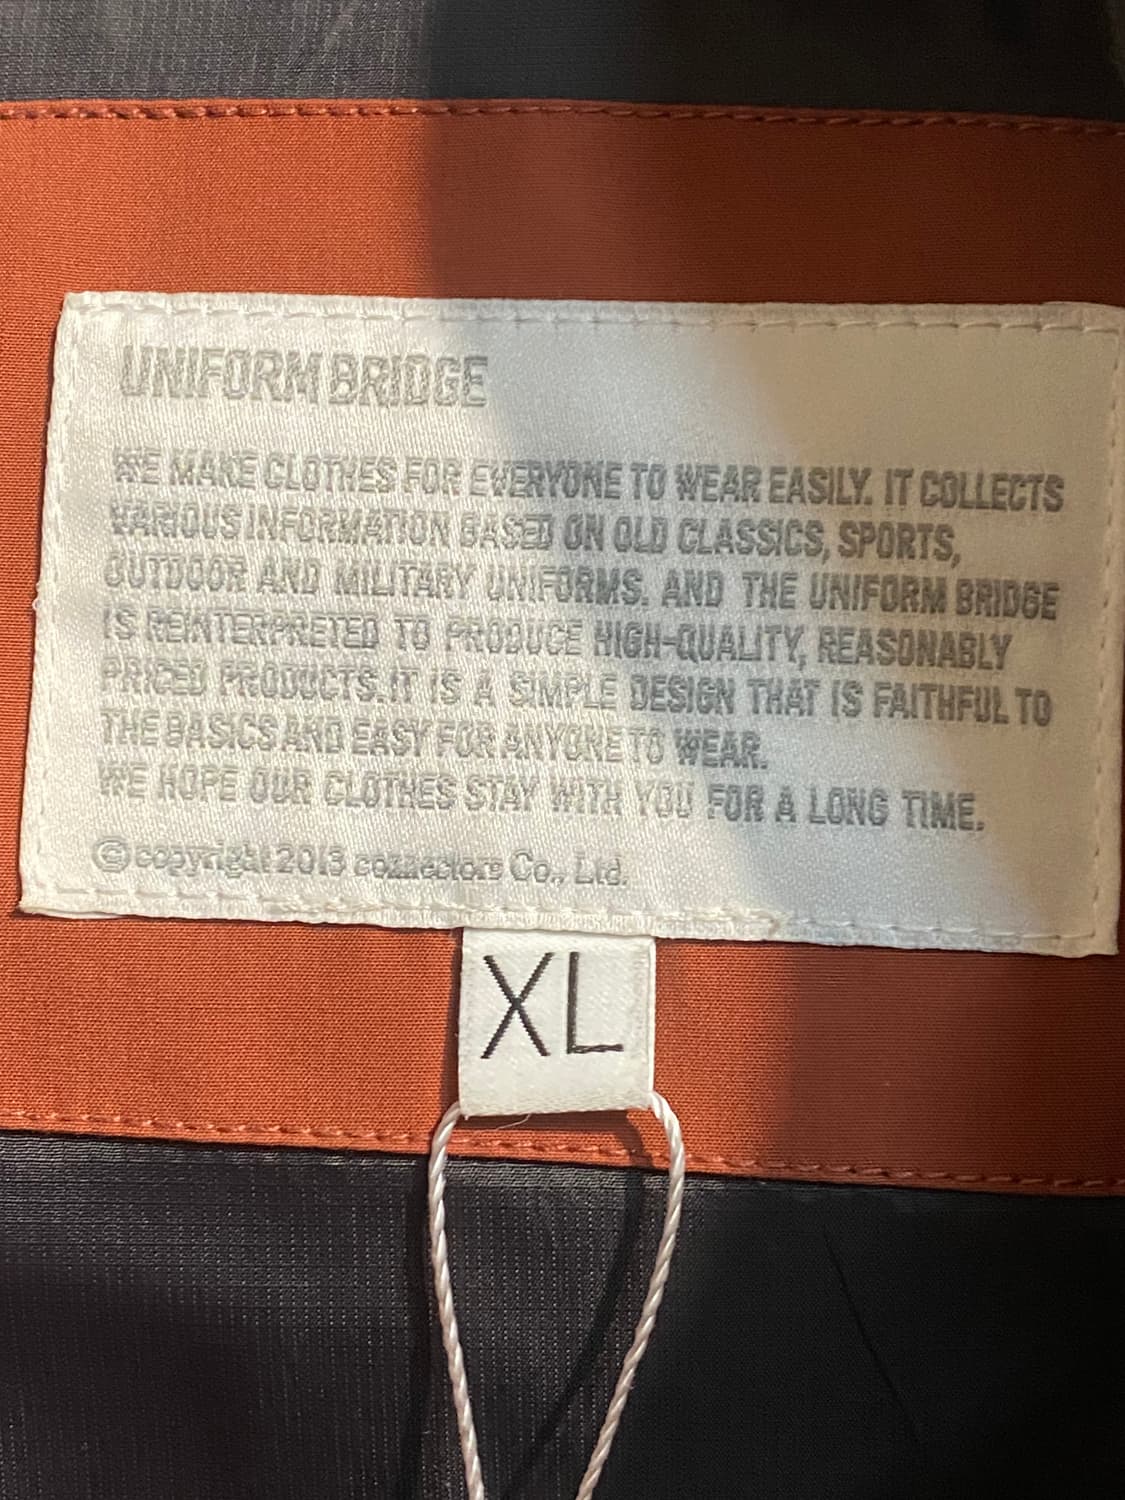 UNIFORM BRIDGE
WE MAKE CLOTHES FOR EVERYONE TO WEAR EASILY. IT COLLECTS
VARIOUS INFORMATION BASED ON OLD CLASSICS, SPORTS,
OUTDOOR AND MILITARY UNIFORMS. AND THE UNIFORM BRIDGE
IS REINTERPRETED TO PRODUCE HIGH-QUALITY, REASONABLY
PRICED PRODUCTS. IT IS A SIMPLE DESIGN THAT IS FAITHFUL TO
THE BASICS AND EASY FOR ANYONE TO WEAR.
WE HOPE OUR CLOTHES STAY WITH YOU FOR A LONG TIME.
© copyright 2013 connectors Co., Ltd.
XL